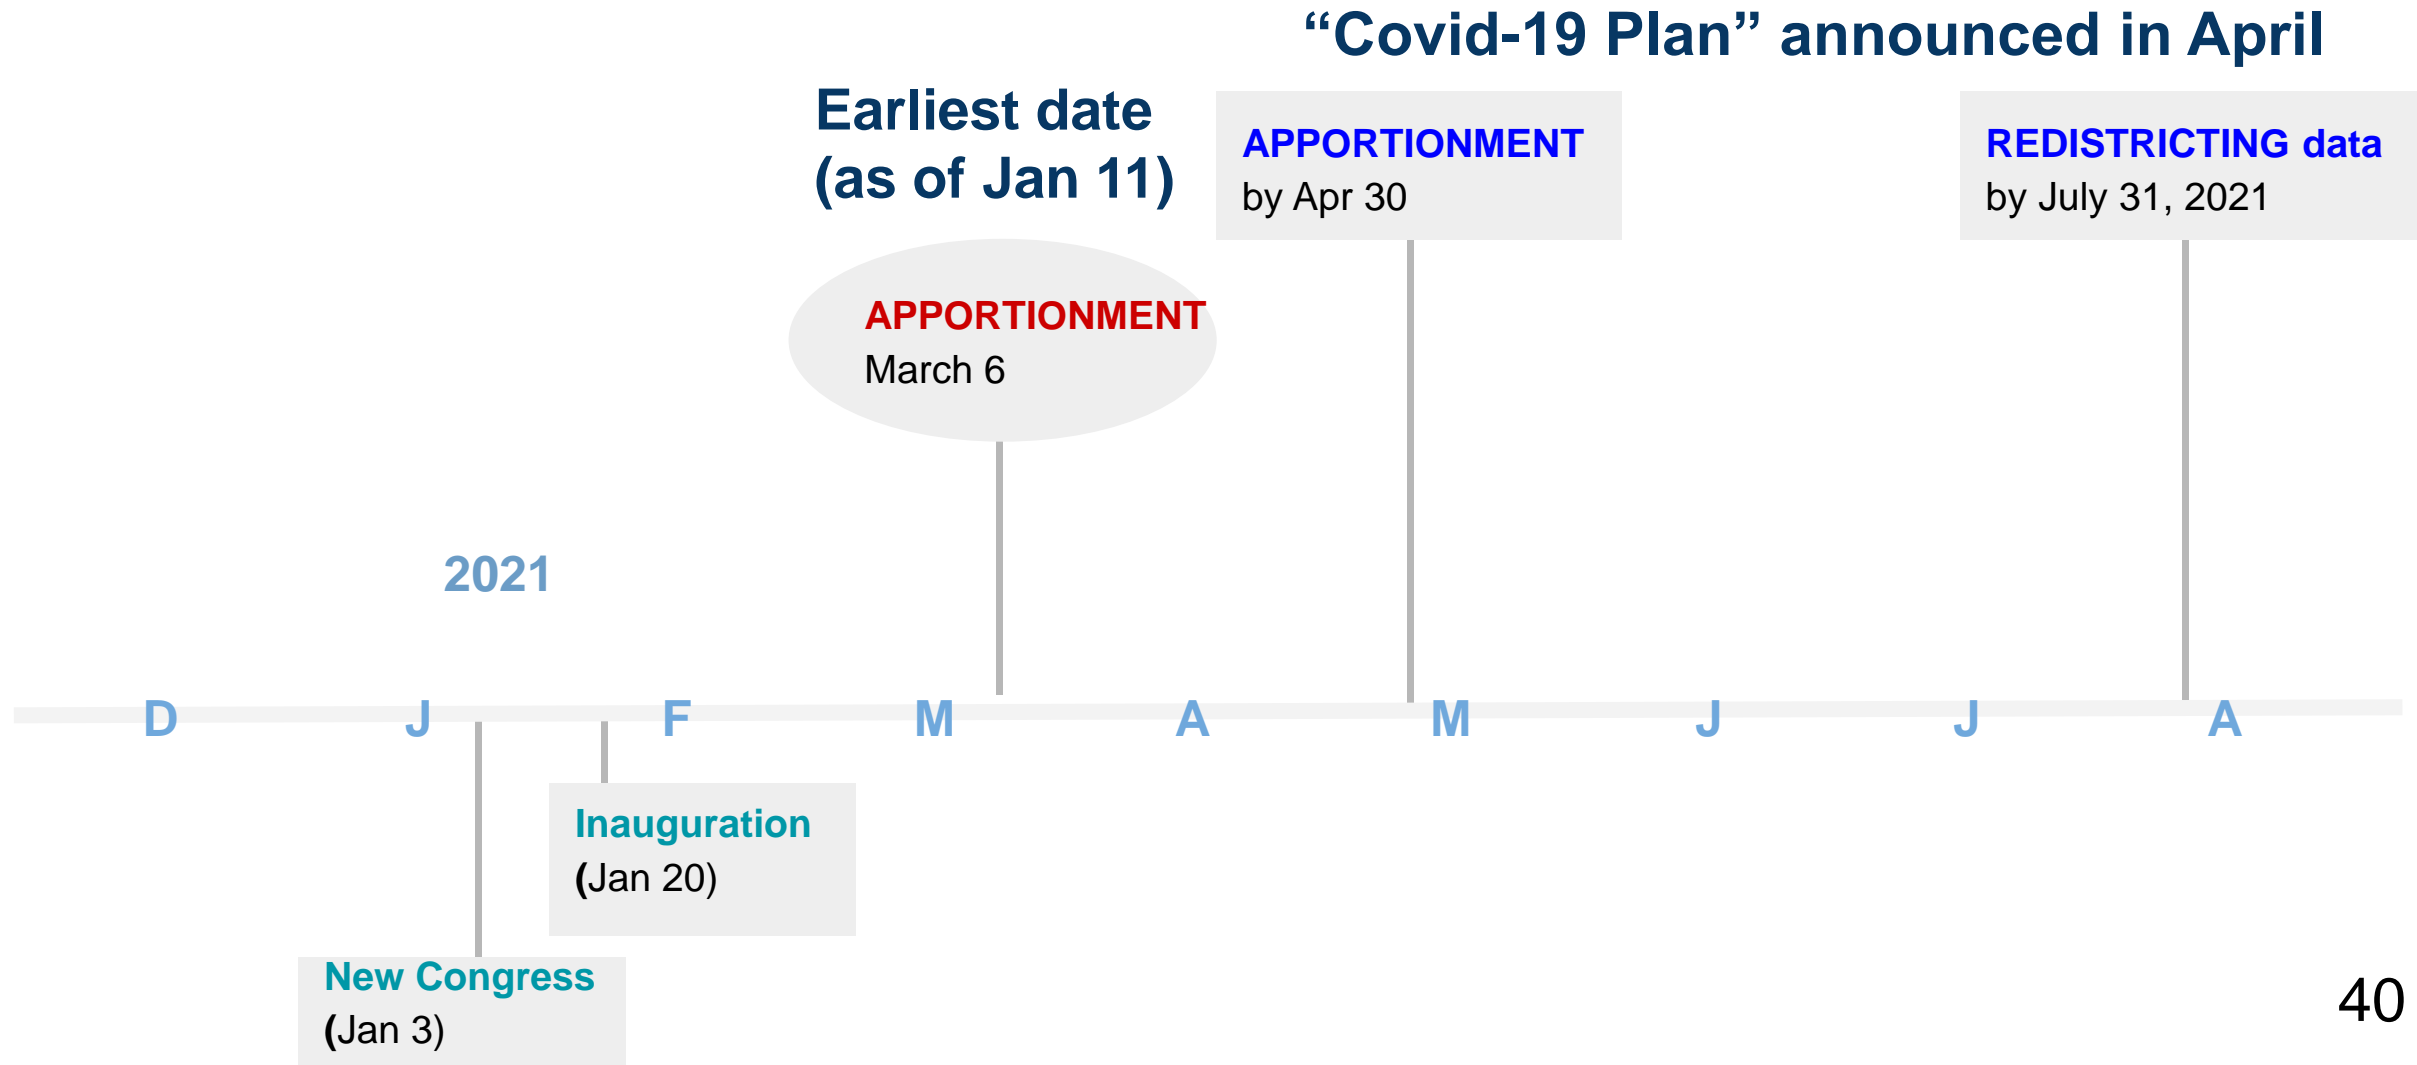 “Covid-19 Plan” announced in April
Earliest date
(as of Jan 11)
APPORTIONMENT
by Apr 30
REDISTRICTING data
by July 31, 2021
APPORTIONMENT
March 6
2021
D J F M A M J J A
Inauguration
(Jan 20)
New Congress
(Jan 3)
40